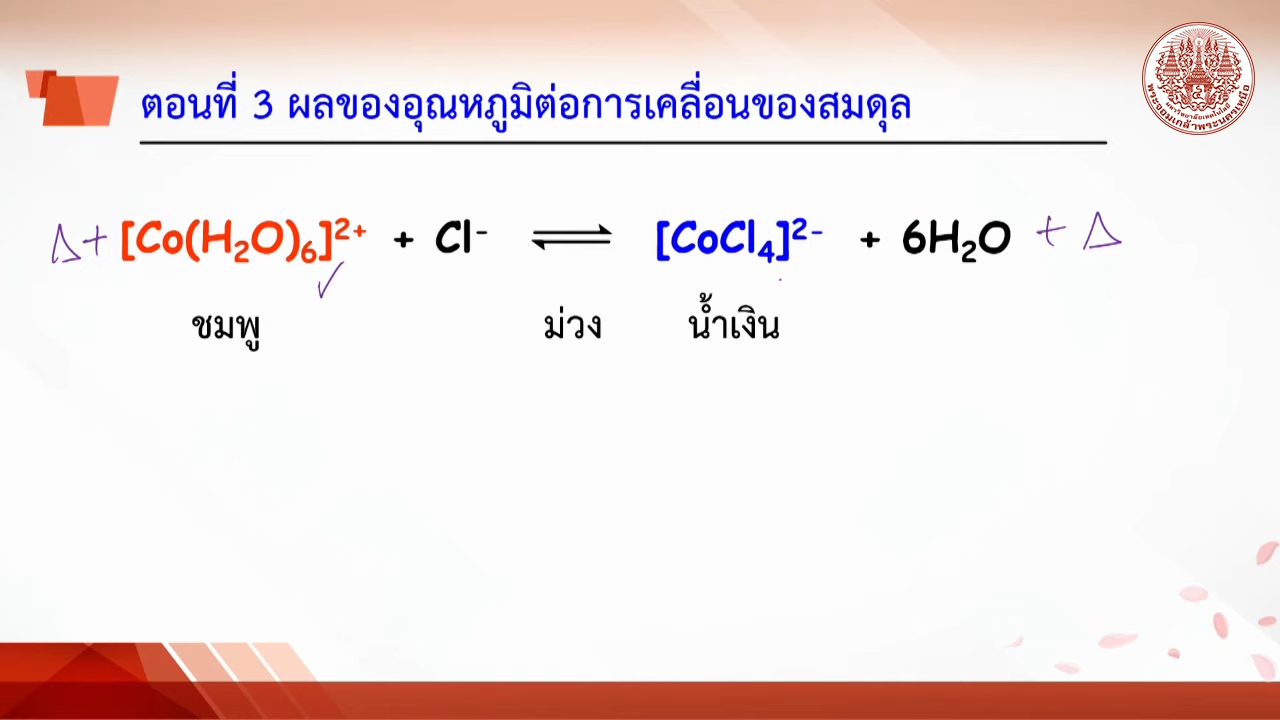 ตอนที่ 3 ผลของอุณหภูมิต่อการเคลื่อนของสมดุล
Δ + [Co(H₂O)₆]²⁺ + Cl⁻ ⇌ [CoCl₄]²⁻ + 6H₂O + Δ
ชมพู ม่วง น้ำเงิน